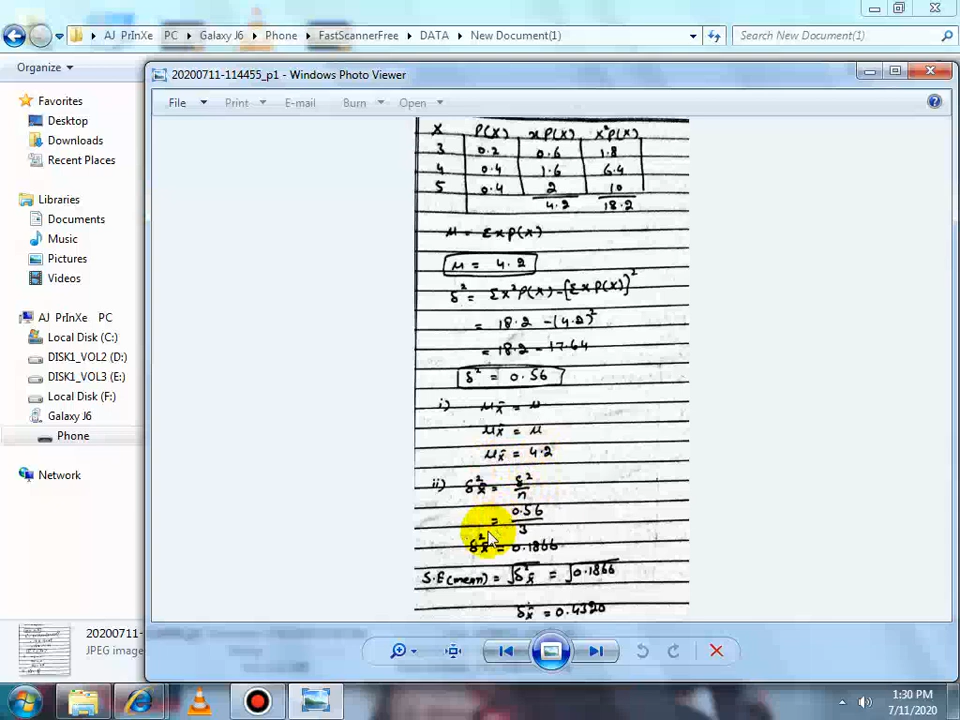 AJ PrInXe PC Galaxy J6 Phone FastScannerFree DATA New Document(1) Search New Document(1)
Organize
Favorites
Desktop
Downloads
Recent Places
Libraries
Documents
Music
Pictures
Videos
AJ PrInXe PC
Local Disk (C:)
DISK1_VOL2 (D:)
DISK1_VOL3 (E:)
Local Disk (F:)
Galaxy J6
Phone
Network
20200711-114455_p1 - Windows Photo Viewer
File Print E-mail Burn Open
X P(X) xP(X) x²P(X)
3 0.2 0.6 1.8
4 0.4 1.6 6.4
5 0.4 2 10
4.2 18.2
μ = ΣxP(X)
μ = 4.2
δ² = Σx²P(X) - [ΣxP(X)]²
= 18.2 - (4.2)²
= 18.2 - 17.64
δ² = 0.56
i) μx̄ = μ
μx̄ = μ
μx̄ = 4.2
ii) δ²x̄ = δ²/n
= 0.56/3
δ²x̄ = 0.1866
S.E(mean) = √δ²x̄ = √0.1866
δx̄ = 0.4320
20200711-
JPEG image
1:30 PM
7/11/2020